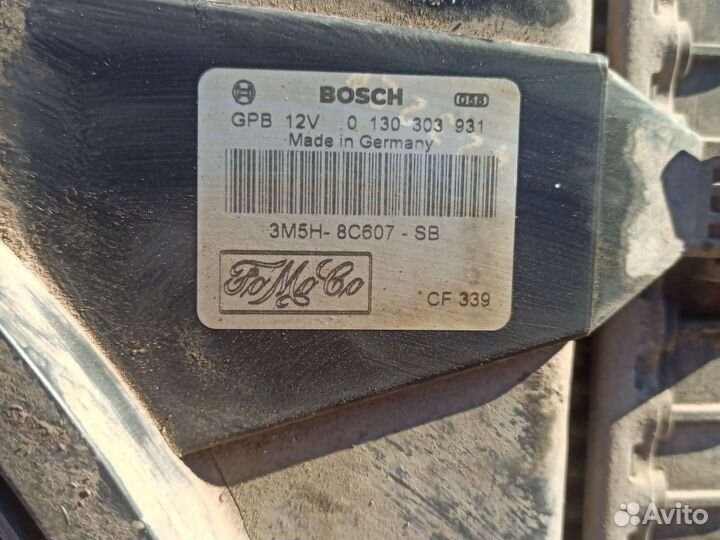 BOSCH
GPB 12V 0 130 303 931
Made in Germany
3M5H- 8C607 - SB
FoMoCo
CF 339
Avito